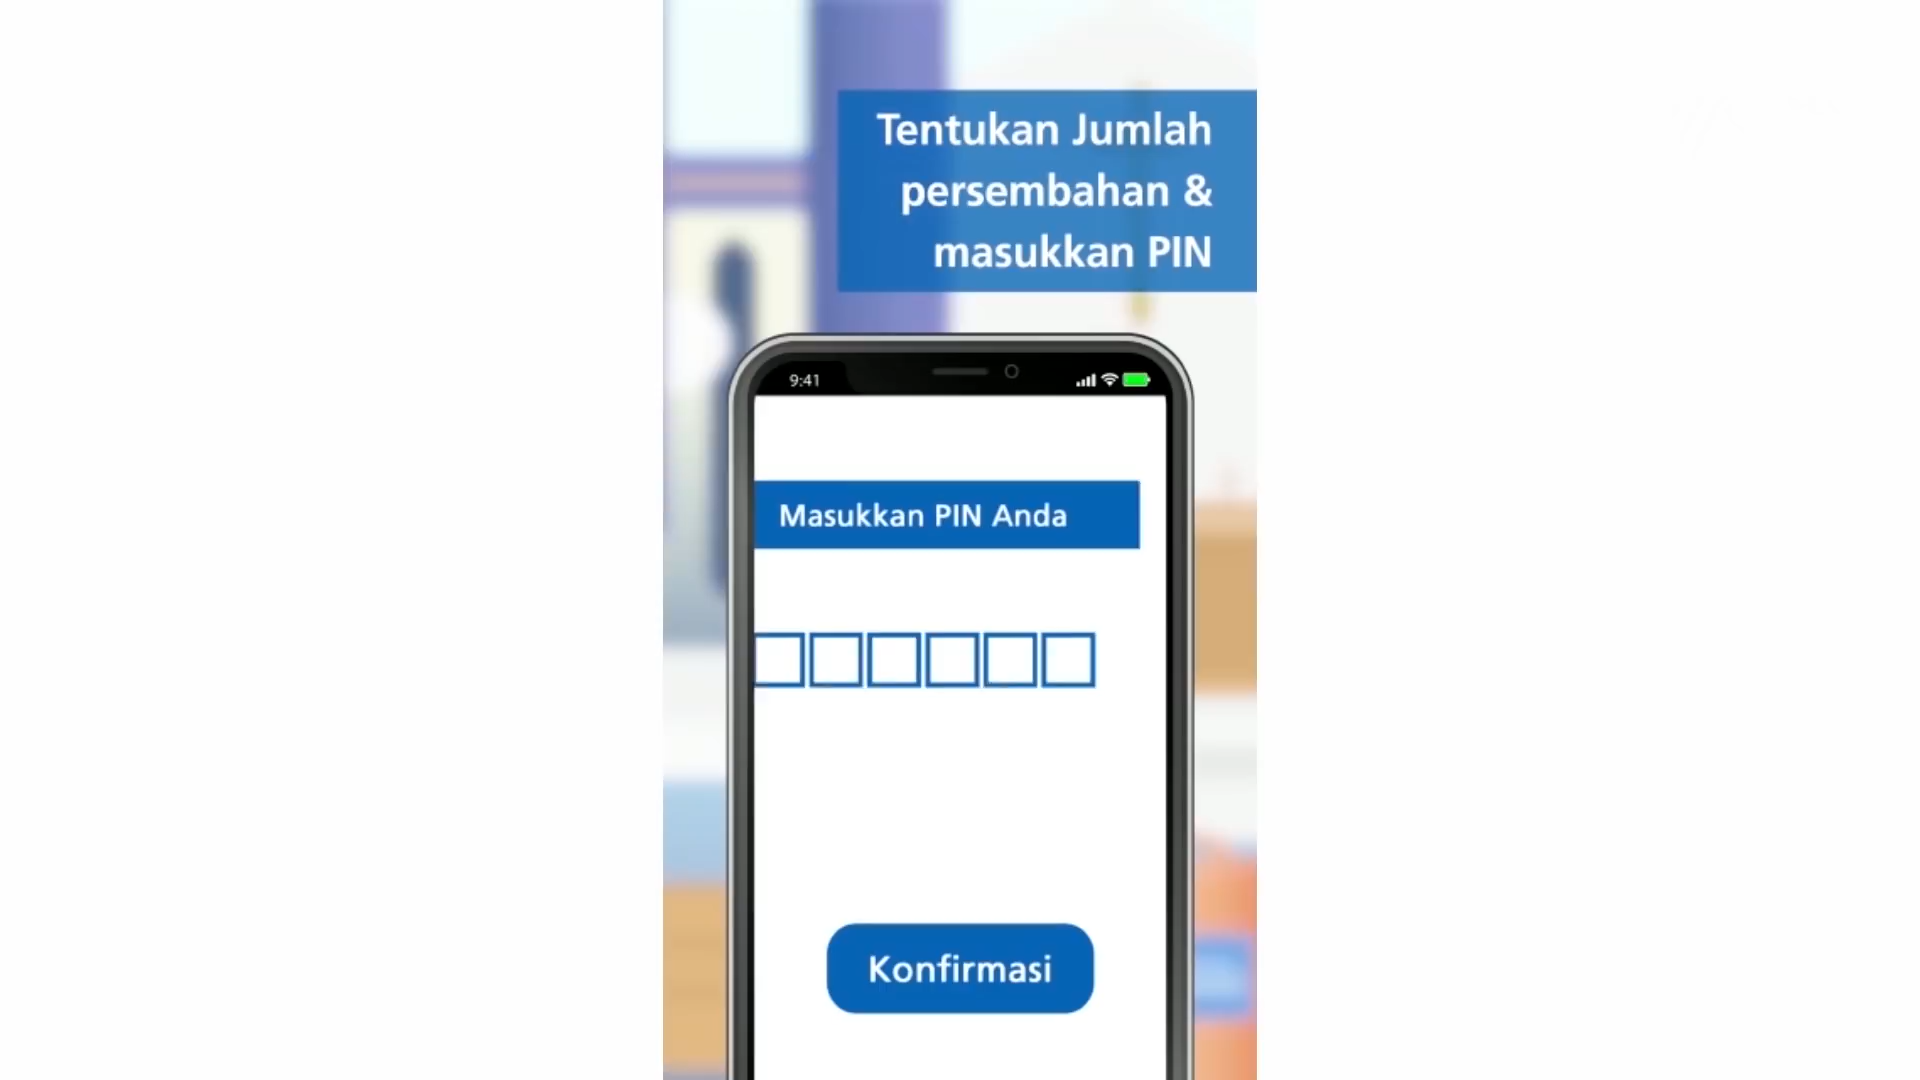 Tentukan Jumlah
persembahan &
masukkan PIN
9:41
Masukkan PIN Anda
Konfirmasi